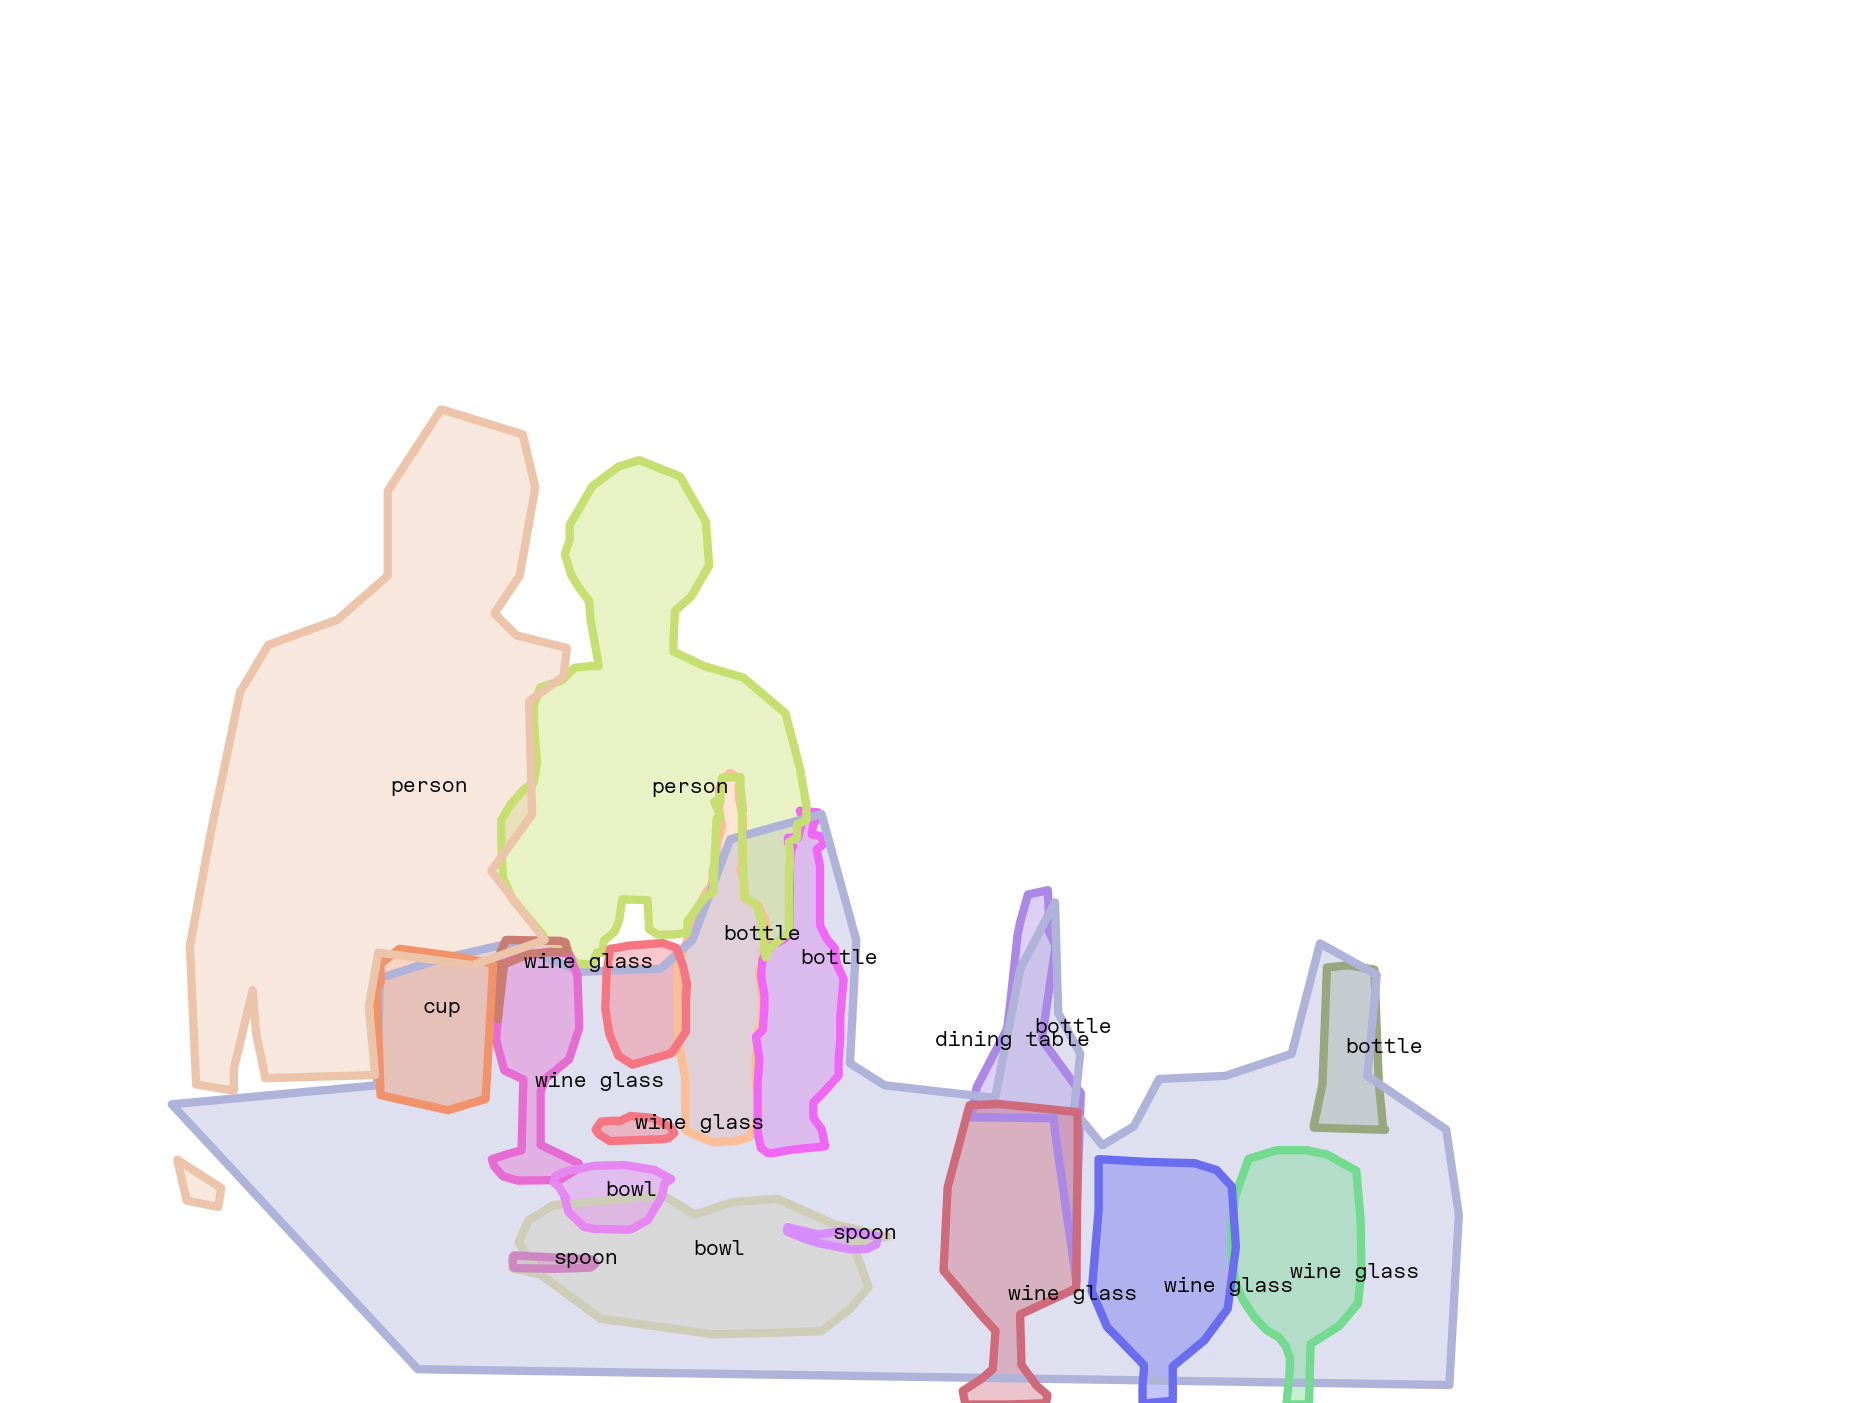 person
person
bottle
bottle
wine glass
cup
bottle
dining table
bottle
wine glass
wine glass
bowl
spoon
bowl
spoon
wine glass
wine glass
wine glass